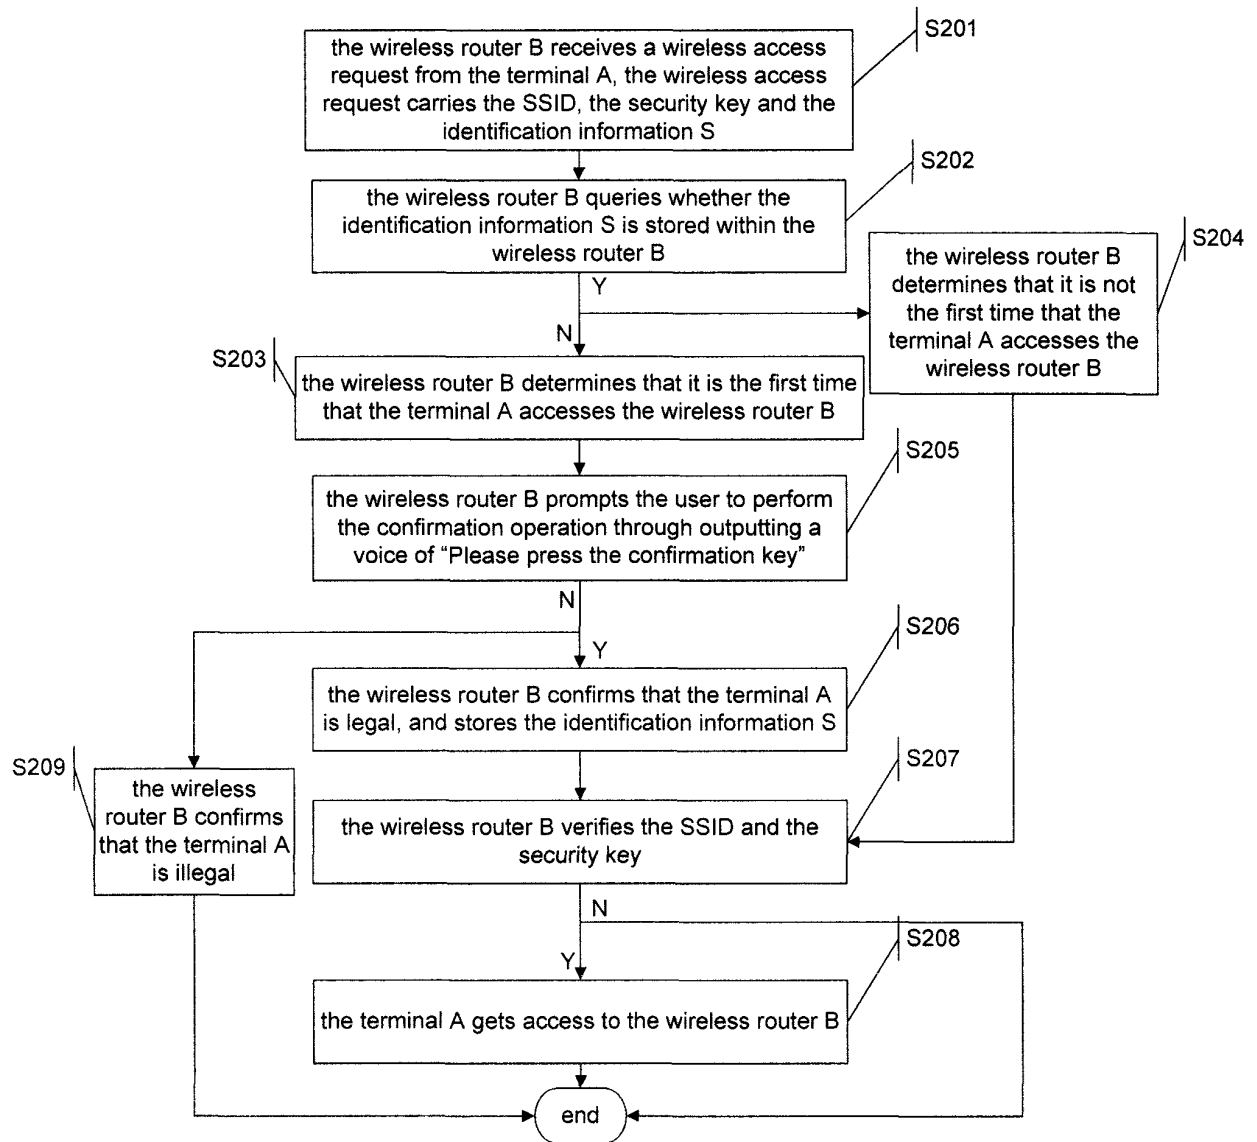 the wireless router B receives a wireless access
request from the terminal A, the wireless access
request carries the SSID, the security key and the
identification information S
S201
the wireless router B queries whether the
identification information S is stored within the
wireless router B
S202
Y
N
the wireless router B
determines that it is not
the first time that the
terminal A accesses the
wireless router B
S204
S203
the wireless router B determines that it is the first time
that the terminal A accesses the wireless router B
the wireless router B prompts the user to perform
the confirmation operation through outputting a
voice of “Please press the confirmation key”
S205
N
Y
the wireless router B confirms that the terminal A
is legal, and stores the identification information S
S206
S209
the wireless
router B confirms
that the terminal A
is illegal
the wireless router B verifies the SSID and the
security key
S207
N
Y
the terminal A gets access to the wireless router B
S208
end